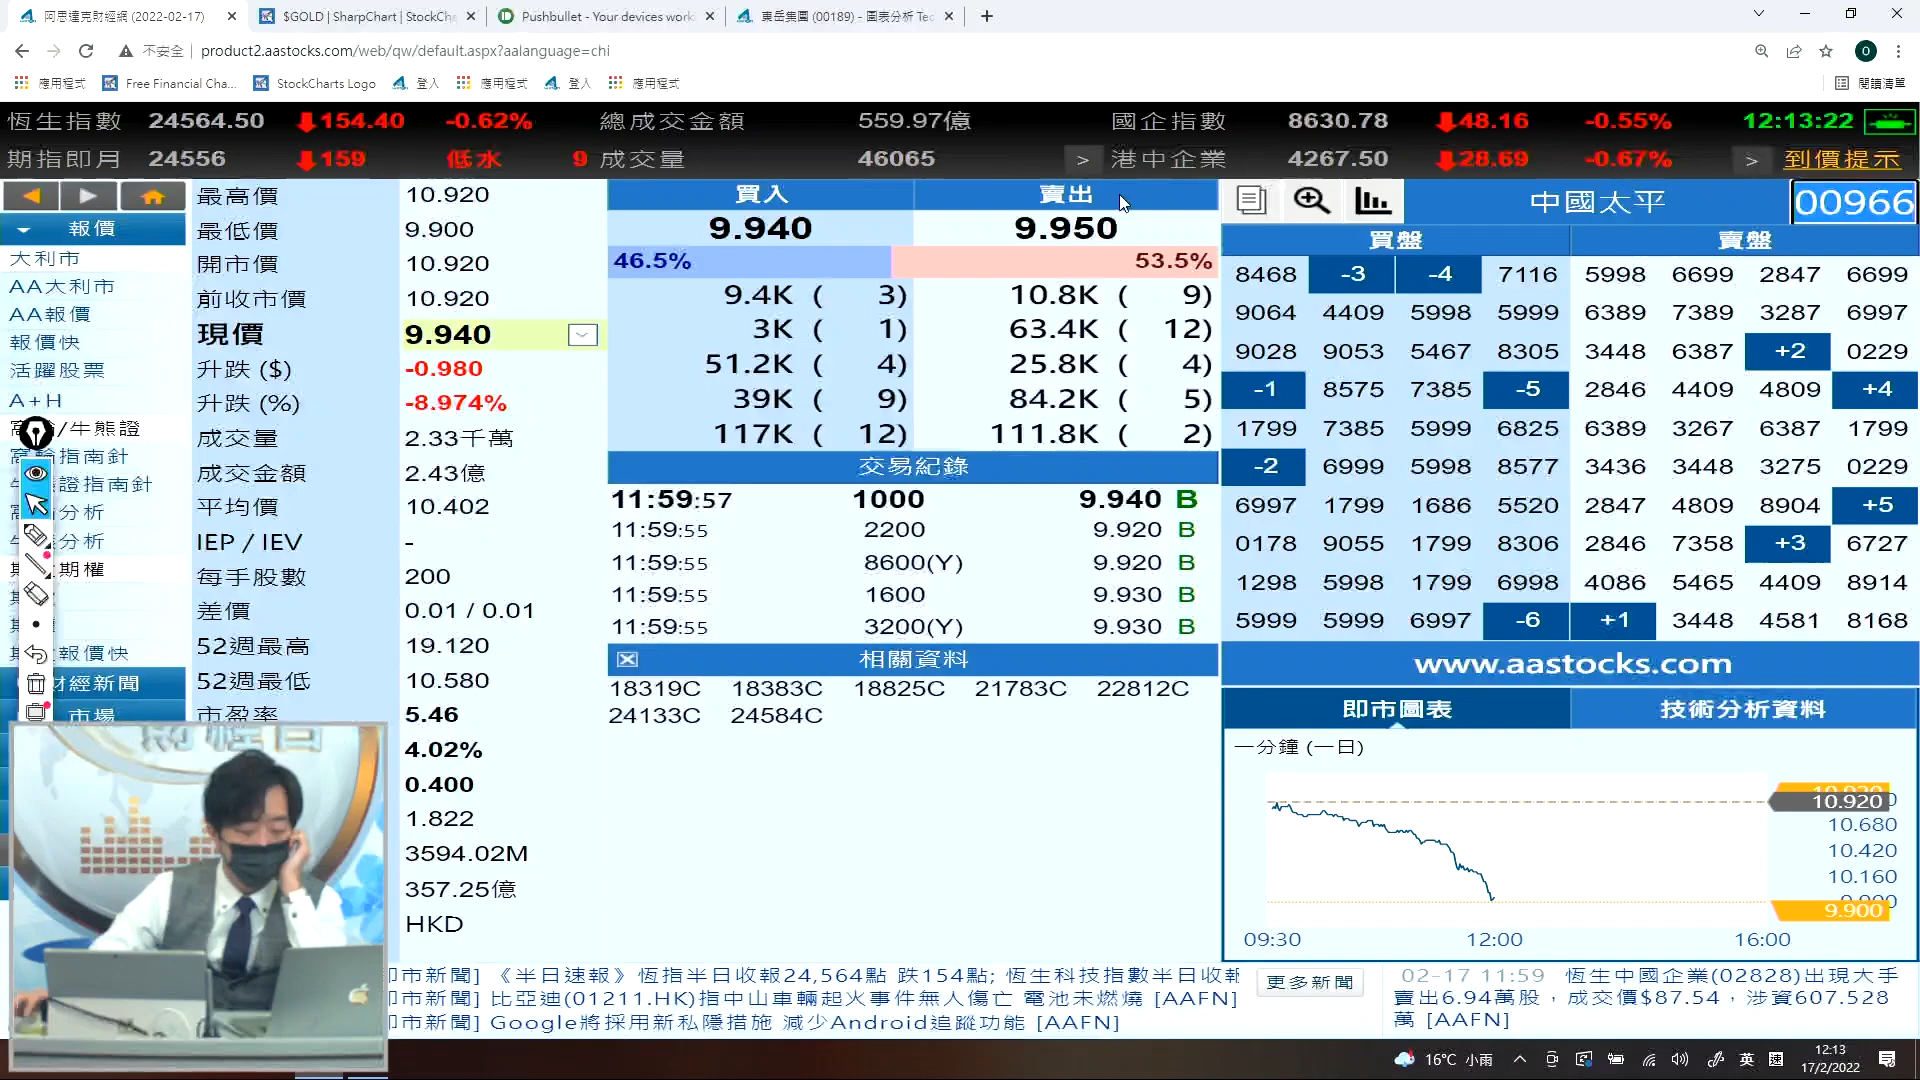 阿思達克財經網 (2022-02-17)
$GOLD | SharpChart | StockCh
Pushbullet - Your devices work
東岳集團 (00189) - 圖表分析 Tec
不安全
product2.aastocks.com/web/qw/default.aspx?aalanguage=chi
O
應用程式
Free Financial Cha...
StockCharts Logo
登入
應用程式
登入
應用程式
閱讀清單
恆生指數 24564.50 154.40 -0.62% 總成交金額 559.97億 國企指數 8630.78 48.16 -0.55% 12:13:22
期指即月 24556 159 低水 9 成交量 46065 > 港中企業 4267.50 28.69 -0.67% > 到價提示
報價
大利市
AA大利市
AA報價
報價快
活躍股票
A+H
/牛熊證
指南針
證指南針
分析
分析
期權
報價快
財經新聞
市場
最高價 10.920
最低價 9.900
開市價 10.920
前收市價 10.920
現價 9.940
升跌 ($) -0.980
升跌 (%) -8.974%
成交量 2.33千萬
成交金額 2.43億
平均價 10.402
IEP / IEV -
每手股數 200
差價 0.01 / 0.01
52週最高 19.120
52週最低 10.580
市盈率 5.46
4.02%
0.400
1.822
3594.02M
357.25億
HKD
買入 賣出
9.940 9.950
46.5% 53.5%
9.4K ( 3) 10.8K ( 9)
3K ( 1) 63.4K ( 12)
51.2K ( 4) 25.8K ( 4)
39K ( 9) 84.2K ( 5)
117K ( 12) 111.8K ( 2)
交易紀錄
11:59:57 1000 9.940 B
11:59:55 2200 9.920 B
11:59:55 8600(Y) 9.920 B
11:59:55 1600 9.930 B
11:59:55 3200(Y) 9.930 B
相關資料
18319C 18383C 18825C 21783C 22812C
24133C 24584C
中國太平 00966
買盤 賣盤
8468 -3 -4 7116 5998 6699 2847 6699
9064 4409 5998 5999 6389 7389 3287 6997
9028 9053 5467 8305 3448 6387 +2 0229
-1 8575 7385 -5 2846 4409 4809 +4
1799 7385 5999 6825 6389 3267 6387 1799
-2 6999 5998 8577 3436 3448 3275 0229
6997 1799 1686 5520 2847 4809 8904 +5
0178 9055 1799 8306 2846 7358 +3 6727
1298 5998 1799 6998 4086 5465 4409 8914
5999 5999 6997 -6 +1 3448 4581 8168
www.aastocks.com
即市圖表 技術分析資料
一分鐘 (一日)
10.920
10.680
10.420
10.160
9.900
09:30 12:00 16:00
即市新聞] 《半日速報》恆指半日收報24,564點 跌154點; 恆生科技指數半日收報
即市新聞] 比亞迪(01211.HK)指中山車輛起火事件無人傷亡 電池未燃燒 [AAFN]
即市新聞] Google將採用新私隱措施 減少Android追蹤功能 [AAFN]
更多新聞
02-17 11:59 恆生中國企業(02828)出現大手
賣出6.94萬股，成交價$87.54，涉資607.528
萬 [AAFN]
16°C 小雨
英
12:13
17/2/2022